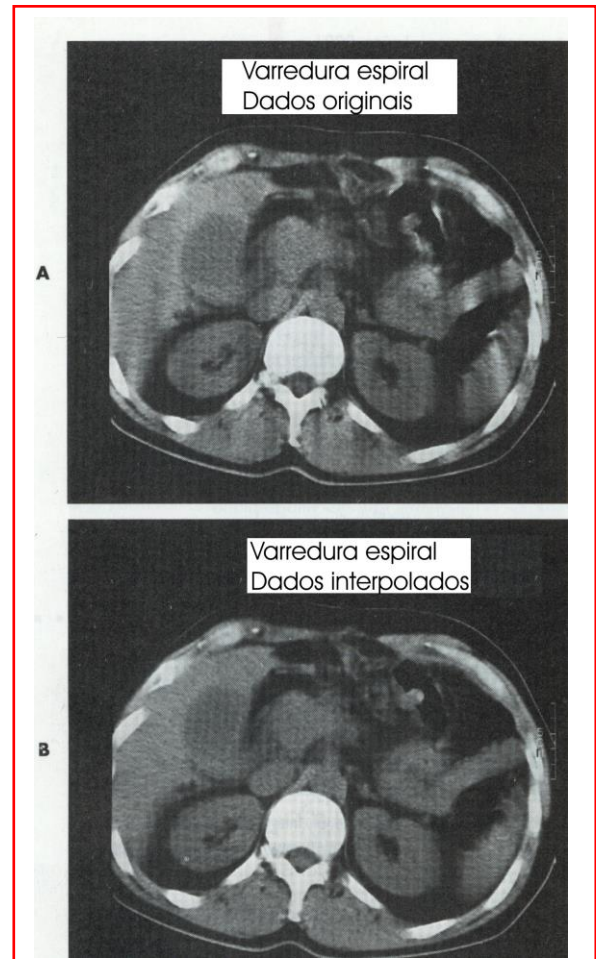 Varredura espiral
Dados originais
A
Varredura espiral
Dados interpolados
B